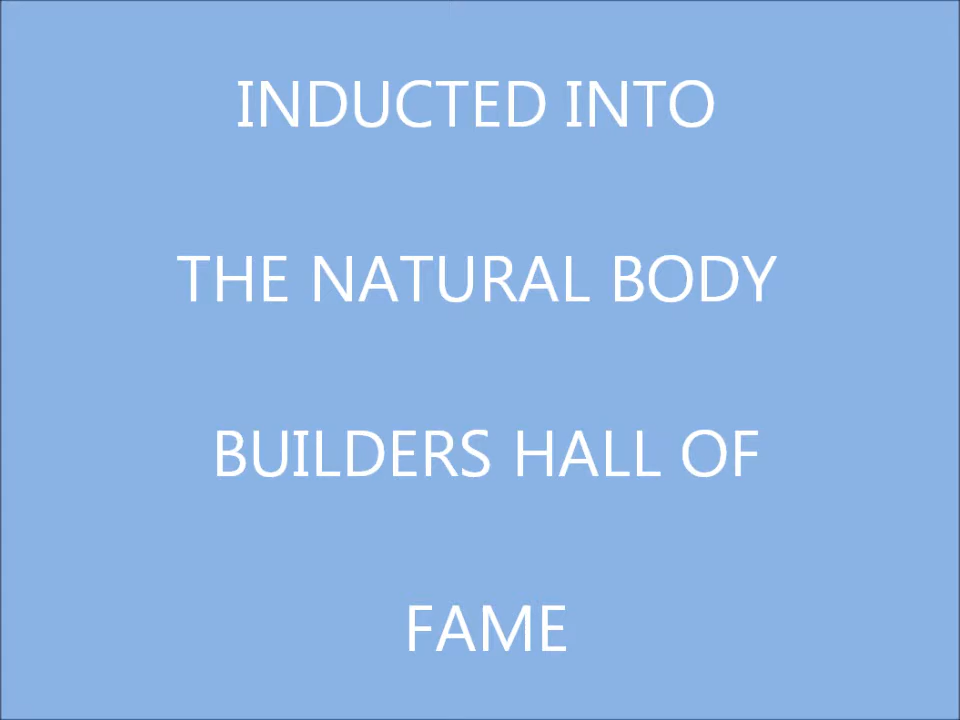 INDUCTED INTO
THE NATURAL BODY
BUILDERS HALL OF
FAME